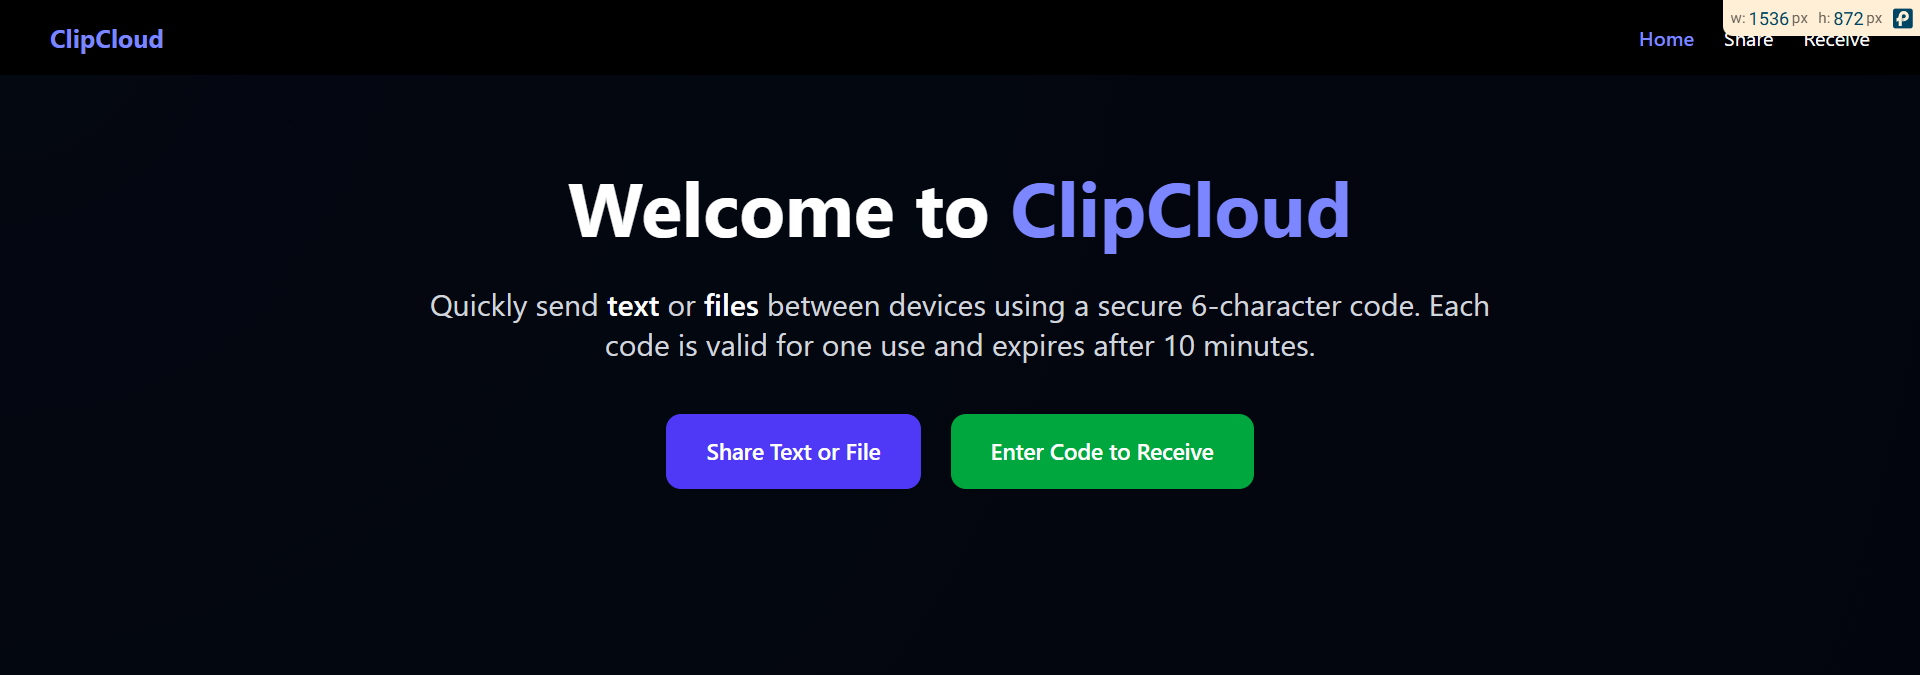 ClipCloud
Home Share Receive
w: 1536 px h: 872 px
Welcome to ClipCloud
Quickly send text or files between devices using a secure 6-character code. Each
code is valid for one use and expires after 10 minutes.
Share Text or File
Enter Code to Receive